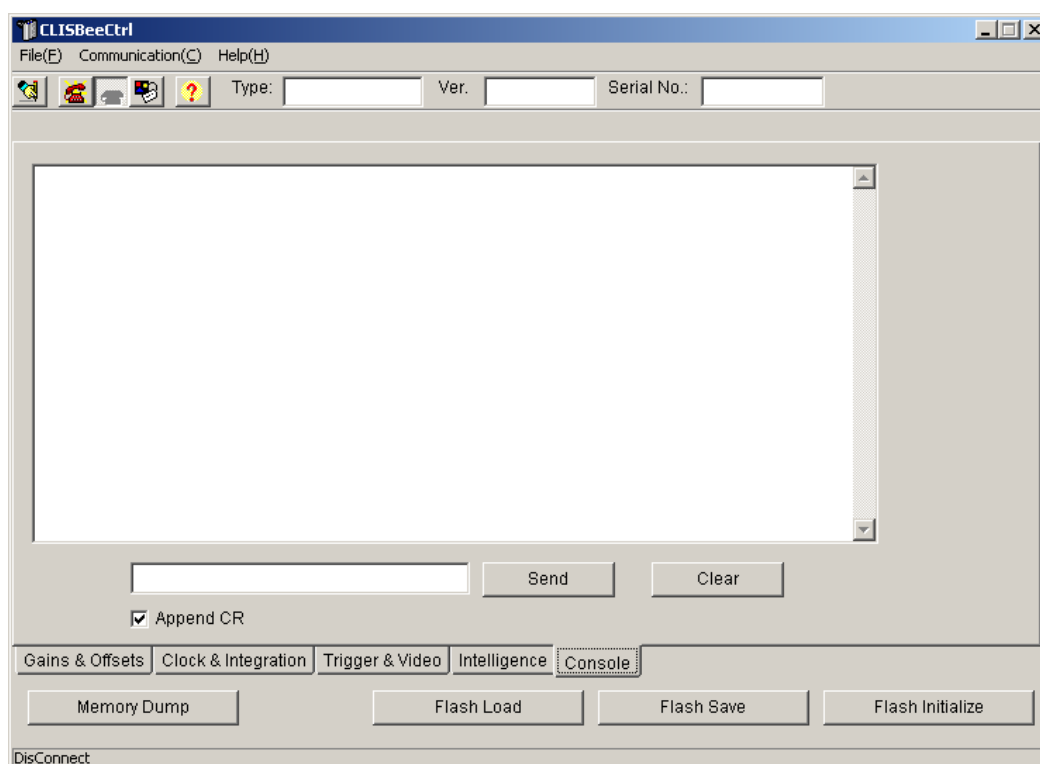 CLISBeeCtrl
File(F) Communication(C) Help(H)
? Type: Ver. Serial No.:
Send Clear
Append CR
Gains & Offsets Clock & Integration Trigger & Video Intelligence Console
Memory Dump Flash Load Flash Save Flash Initialize
DisConnect